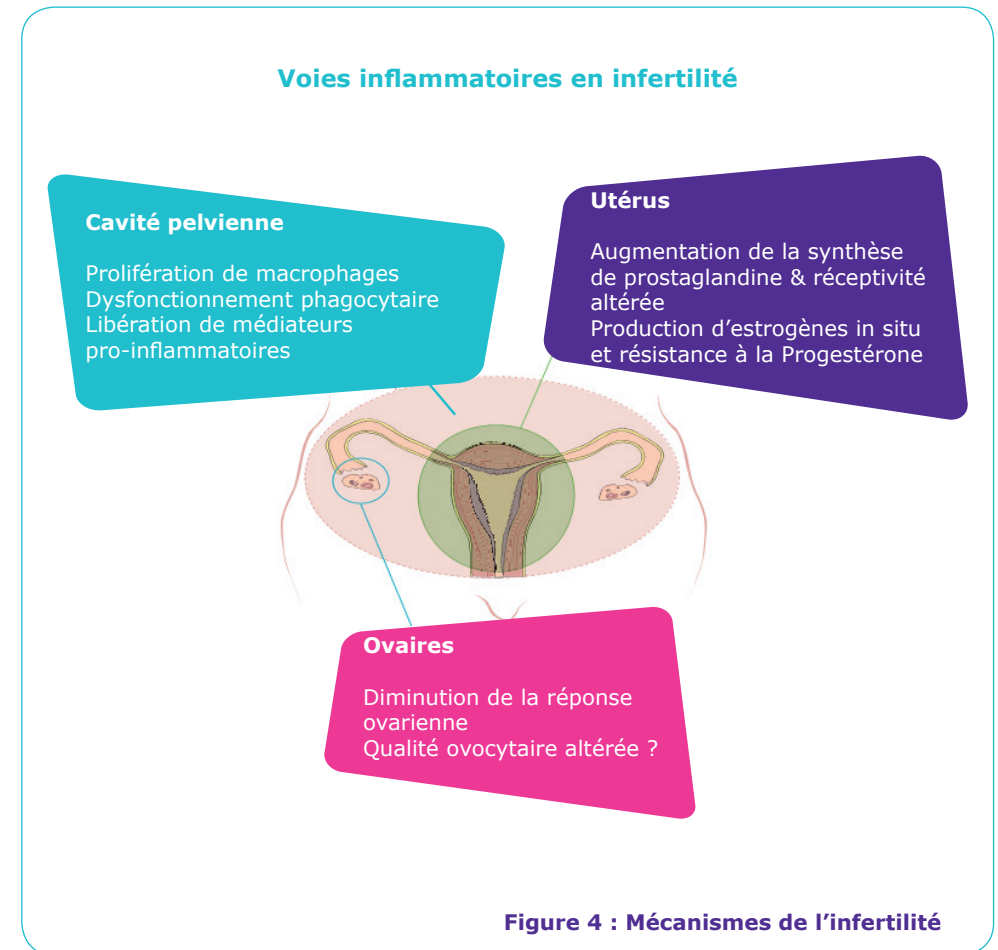 Voies inflammatoires en infertilité
Cavité pelvienne
Prolifération de macrophages
Dysfonctionnement phagocytaire
Libération de médiateurs
pro-inflammatoires
Utérus
Augmentation de la synthèse
de prostaglandine & réceptivité
altérée
Production d’estrogènes in situ
et résistance à la Progestérone
Ovaires
Diminution de la réponse
ovarienne
Qualité ovocytaire altérée ?
Figure 4 : Mécanismes de l’infertilité